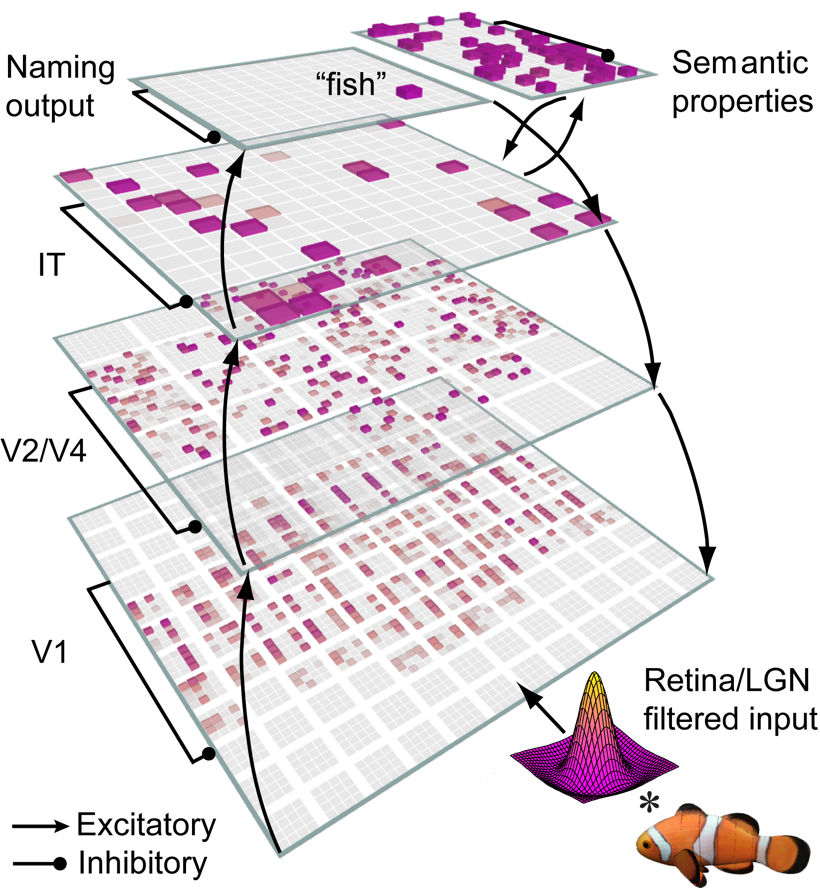 Naming
output
“fish”
Semantic
properties
IT
V2/V4
V1
Retina/LGN
filtered input
*
Excitatory
Inhibitory